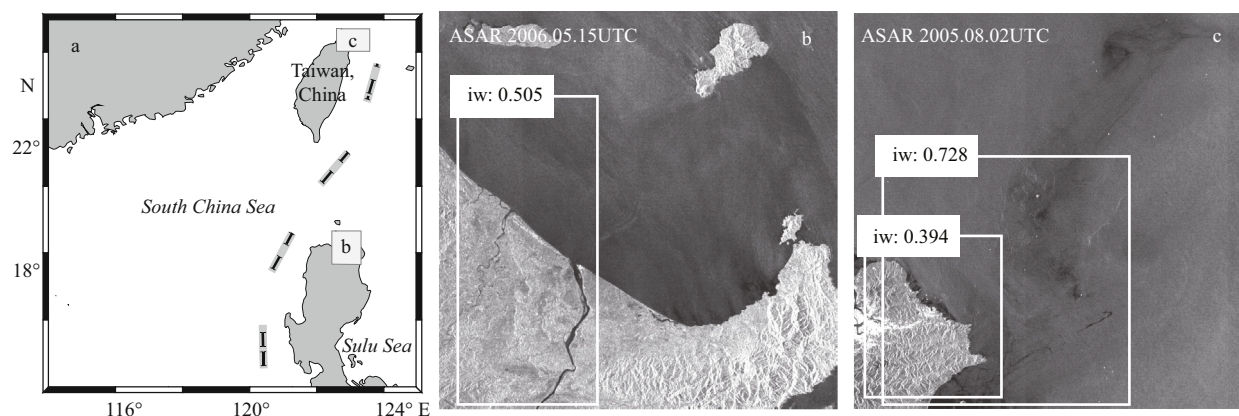 a
c
N
Taiwan,
China
22°
South China Sea
b
18°
Sulu Sea
116°
120°
124° E
ASAR 2006.05.15UTC
b
iw: 0.505
ASAR 2005.08.02UTC
c
iw: 0.728
iw: 0.394